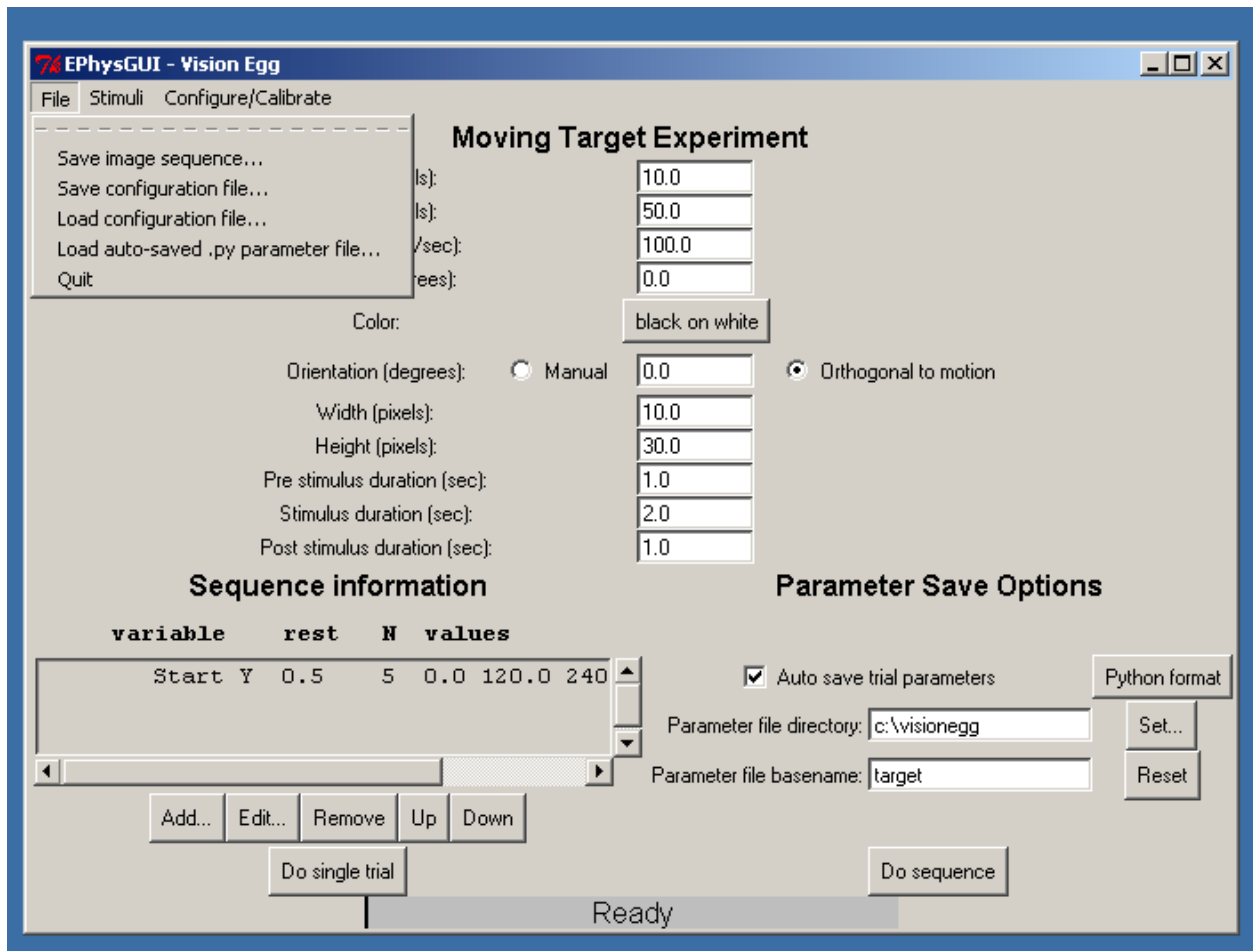 EPhysGUI - Vision Egg
File Stimuli Configure/Calibrate
Moving Target Experiment
Save image sequence...
Save configuration file...
Load configuration file...
Load auto-saved .py parameter file...
Quit
ls): 10.0
ls): 50.0
/sec): 100.0
rees): 0.0
Color: black on white
Orientation (degrees): Manual 0.0 Orthogonal to motion
Width (pixels): 10.0
Height (pixels): 30.0
Pre stimulus duration (sec): 1.0
Stimulus duration (sec): 2.0
Post stimulus duration (sec): 1.0
Sequence information
variable rest N values
Start Y 0.5 5 0.0 120.0 240
Add... Edit... Remove Up Down
Parameter Save Options
Auto save trial parameters Python format
Parameter file directory: c:\visionegg Set...
Parameter file basename: target Reset
Do single trial Do sequence
Ready